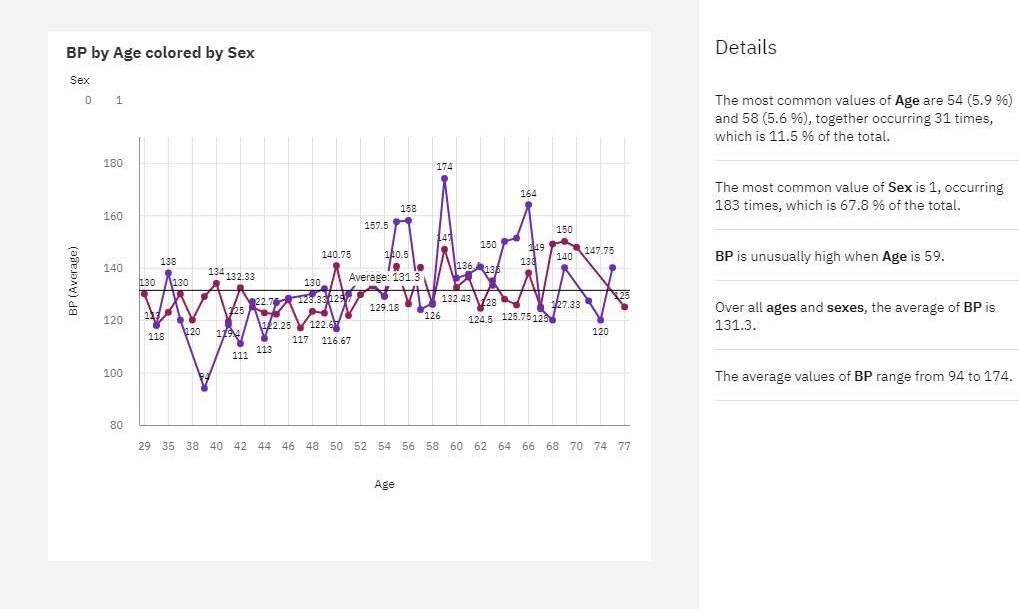 BP by Age colored by Sex
Sex
0 1
174
180
164
157.5 158
160
147
150 149 150
140.75 140.5 147.75
138 134 132.33 136 138 140
140
130 130 130 Average: 131.3
122.75 123.33 129 132.43 128 127.33 125
125 129.18 126 124.5 125.75 125
120
118 120 122.25 122.6 120
117 116.67
111 113
100
94
80
BP (Average)
29 35 38 40 42 44 46 48 50 52 54 56 58 60 62 64 66 68 70 74 77
Age
Details
The most common values of Age are 54 (5.9 %)
and 58 (5.6 %), together occurring 31 times,
which is 11.5 % of the total.
The most common value of Sex is 1, occurring
183 times, which is 67.8 % of the total.
BP is unusually high when Age is 59.
Over all ages and sexes, the average of BP is
131.3.
The average values of BP range from 94 to 174.